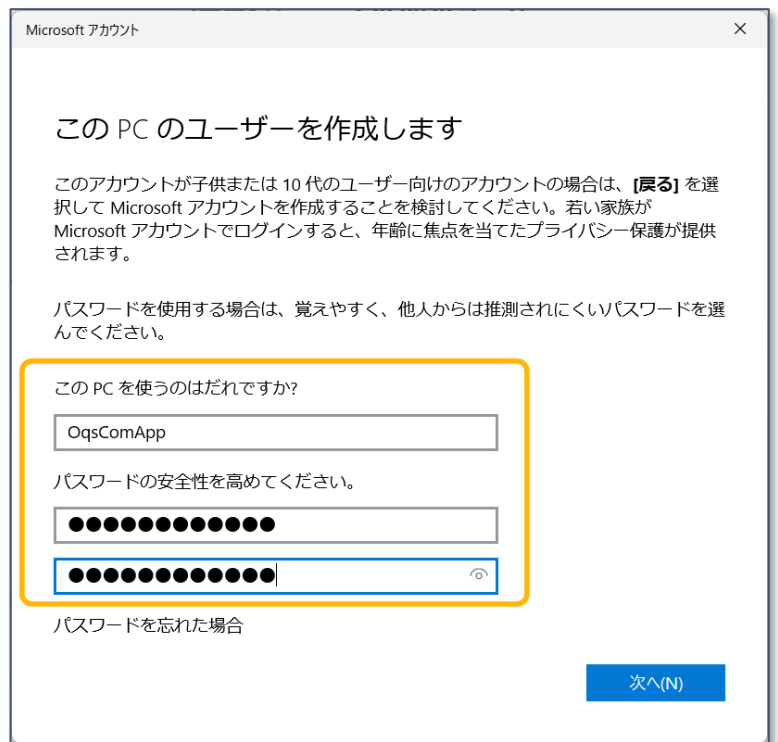 Microsoft アカウント
この PC のユーザーを作成します
このアカウントが子供または 10 代のユーザー向けのアカウントの場合は、[戻る] を選
択して Microsoft アカウントを作成することを検討してください。若い家族が
Microsoft アカウントでログインすると、年齢に焦点を当てたプライバシー保護が提供
されます。
パスワードを使用する場合は、覚えやすく、他人からは推測されにくいパスワードを選
んでください。
この PC を使うのはだれですか?
OqsComApp
パスワードの安全性を高めてください。
●●●●●●●●●●●●
●●●●●●●●●●●●
パスワードを忘れた場合
次へ(N)